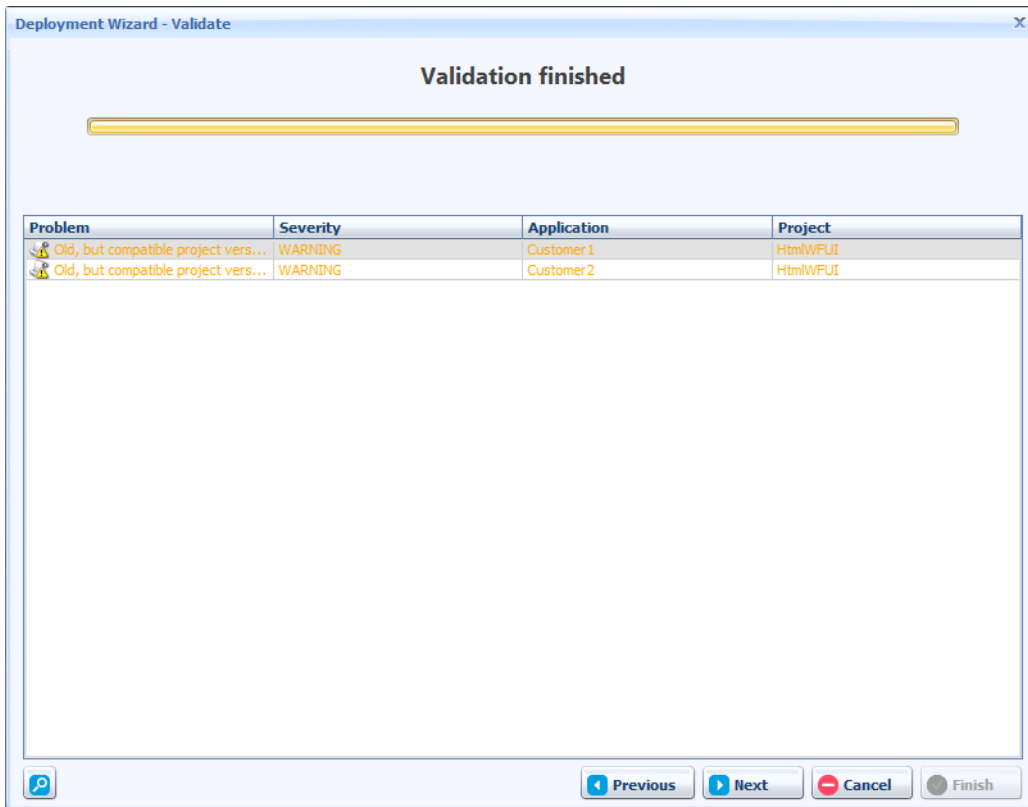 Deployment Wizard - Validate
Validation finished
Problem Severity Application Project
Old, but compatible project vers... WARNING Customer1 HtmlWFUI
Old, but compatible project vers... WARNING Customer2 HtmlWFUI
Previous Next Cancel Finish